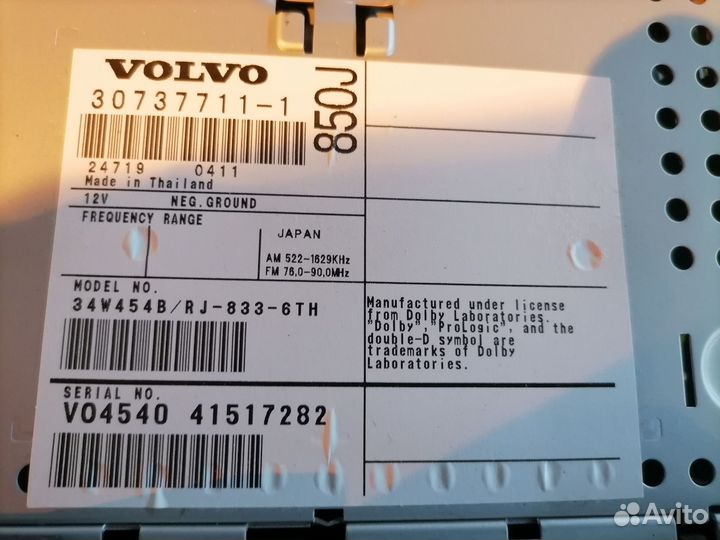 VOLVO
850J
30737711-1
24719 0411
Made in Thailand
12V NEG. GROUND
FREQUENCY RANGE
JAPAN
AM 522-1629KHz
FM 76,0-90,0MHz
MODEL NO.
34W454B/RJ-833-6TH
Manufactured under license
from Dolby Laboratories.
"Dolby","ProLogic", and the
double-D symbol are
trademarks of Dolby
Laboratories.
SERIAL NO.
V04540 41517282
Avito